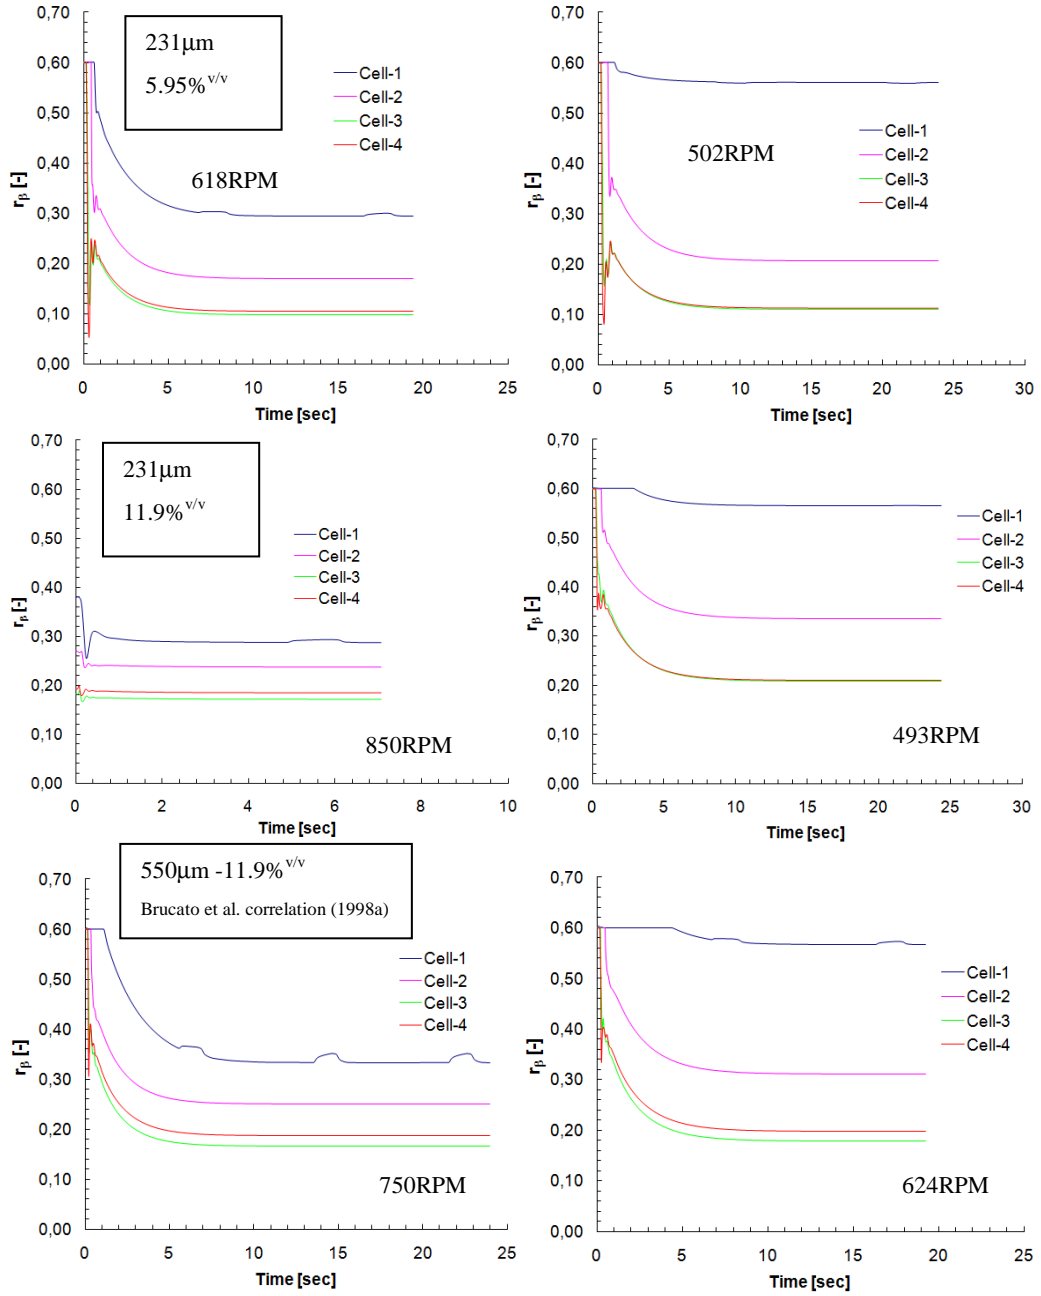 231µm
5.95%v/v
0,70
0,60
0,50
0,40
0,30
0,20
0,10
0,00
rβ [-]
Cell-1
Cell-2
Cell-3
Cell-4
618RPM
0 5 10 15 20 25
Time [sec]
0,70
0,60
0,50
0,40
0,30
0,20
0,10
0,00
rβ [-]
Cell-1
Cell-2
Cell-3
Cell-4
502RPM
0 5 10 15 20 25 30
Time [sec]
231µm
11.9%v/v
0,70
0,60
0,50
0,40
0,30
0,20
0,10
0,00
rβ [-]
Cell-1
Cell-2
Cell-3
Cell-4
850RPM
0 2 4 6 8 10
Time [sec]
0,70
0,60
0,50
0,40
0,30
0,20
0,10
0,00
rβ [-]
Cell-1
Cell-2
Cell-3
Cell-4
493RPM
0 5 10 15 20 25 30
Time [sec]
550µm -11.9%v/v
Brucato et al. correlation (1998a)
0,70
0,60
0,50
0,40
0,30
0,20
0,10
0,00
rβ [-]
Cell-1
Cell-2
Cell-3
Cell-4
750RPM
0 5 10 15 20 25
Time [sec]
0,70
0,60
0,50
0,40
0,30
0,20
0,10
0,00
rβ [-]
Cell-1
Cell-2
Cell-3
Cell-4
624RPM
0 5 10 15 20 25
Time [sec]